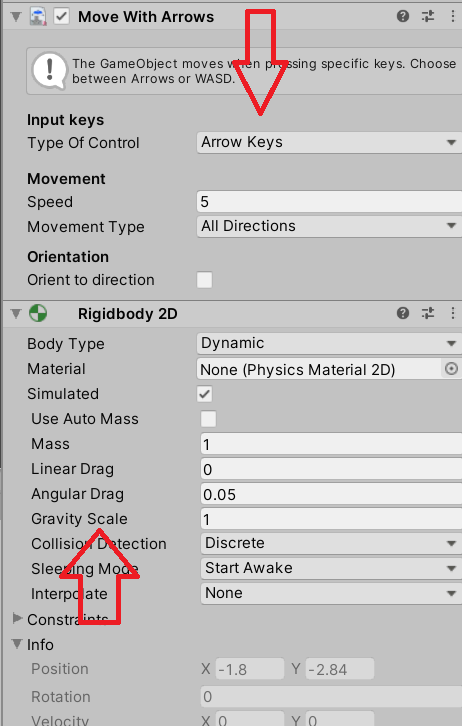 Move With Arrows
The GameObject moves when pressing specific keys. Choose
between Arrows or WASD.
Input keys
Type Of Control Arrow Keys
Movement
Speed 5
Movement Type All Directions
Orientation
Orient to direction
Rigidbody 2D
Body Type Dynamic
Material None (Physics Material 2D)
Simulated
Use Auto Mass
Mass 1
Linear Drag 0
Angular Drag 0.05
Gravity Scale 1
Collision Detection Discrete
Sleeping Mode Start Awake
Interpolate None
Constraints
Info
Position X -1.8 Y -2.84
Rotation 0
Velocity X 0 Y 0